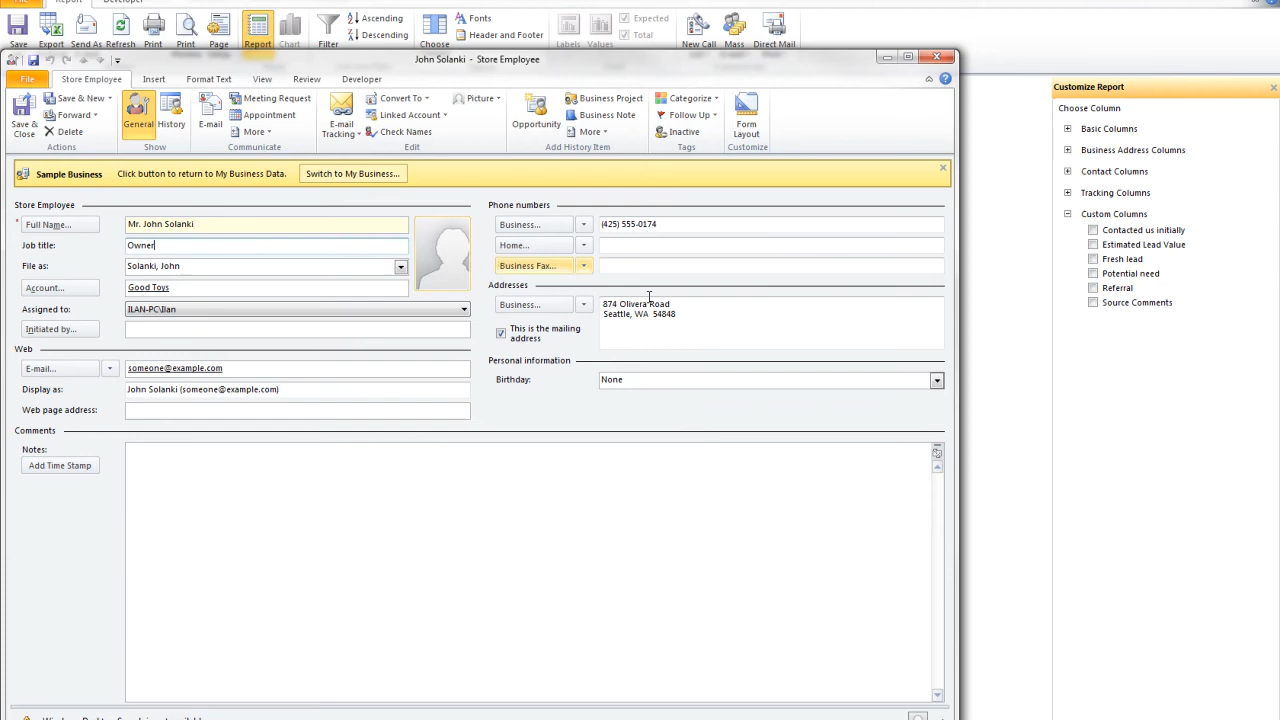 Report
Developer
Save
Export
Send As
Refresh
Print
Print
Page
Report
Chart
Filter
Ascending
Descending
Choose
Fonts
Header and Footer
Labels
Values
Expected
Total
New Call
Mass
Direct Mail
John Solanki - Store Employee
File
Store Employee
Insert
Format Text
View
Review
Developer
Save & Close
Save & New
Forward
Delete
General
History
E-mail
Meeting Request
Appointment
More
E-mail Tracking
Convert To
Linked Account
Check Names
Picture
Opportunity
Business Project
Business Note
More
Categorize
Follow Up
Inactive
Form Layout
Actions
Show
Communicate
Edit
Add History Item
Tags
Customize
Sample Business
Click button to return to My Business Data.
Switch to My Business...
Store Employee
* Full Name...
Mr. John Solanki
Job title:
Owner
File as:
Solanki, John
Account...
Good Toys
Assigned to:
ILAN-PC\Ilan
Initiated by...
Web
E-mail...
someone@example.com
Display as:
John Solanki (someone@example.com)
Web page address:
Phone numbers
Business...
(425) 555-0174
Home...
Business Fax...
Addresses
Business...
874 Olivera Road
Seattle, WA 54848
This is the mailing
address
Personal information
Birthday:
None
Comments
Notes:
Add Time Stamp
Customize Report
Choose Column
Basic Columns
Business Address Columns
Contact Columns
Tracking Columns
Custom Columns
Contacted us initially
Estimated Lead Value
Fresh lead
Potential need
Referral
Source Comments